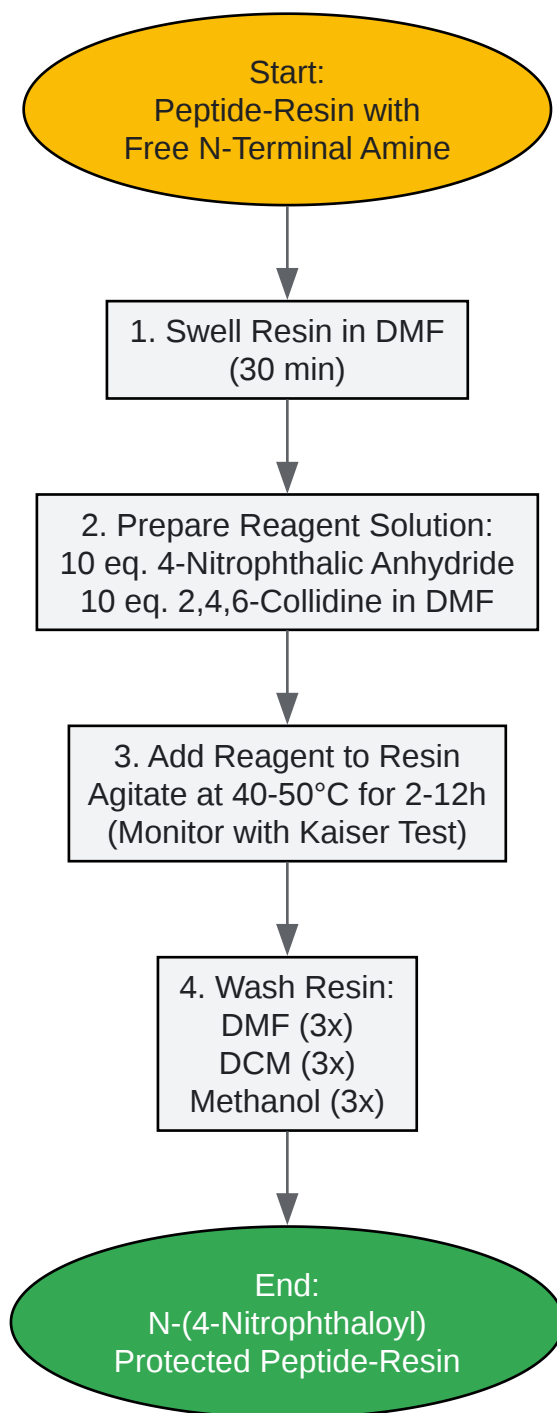 Start:
Peptide-Resin with
Free N-Terminal Amine
1. Swell Resin in DMF
(30 min)
2. Prepare Reagent Solution:
10 eq. 4-Nitrophthalic Anhydride
10 eq. 2,4,6-Collidine in DMF
3. Add Reagent to Resin
Agitate at 40-50°C for 2-12h
(Monitor with Kaiser Test)
4. Wash Resin:
DMF (3x)
DCM (3x)
Methanol (3x)
End:
N-(4-Nitrophthaloyl)
Protected Peptide-Resin